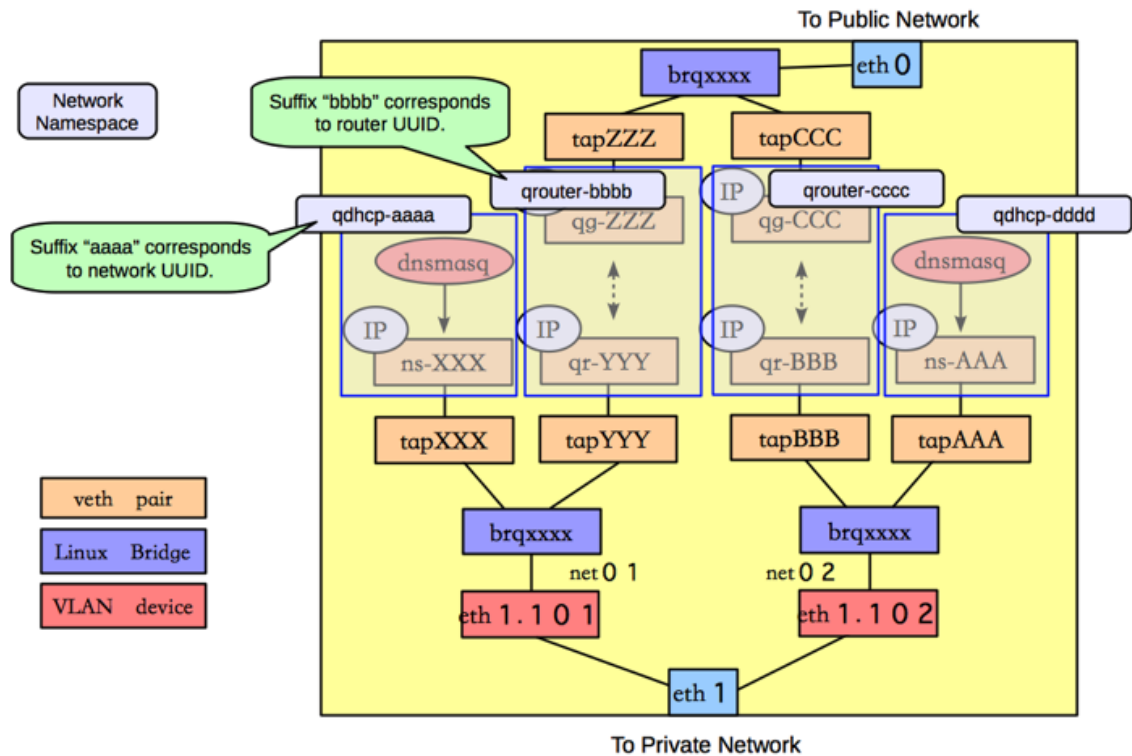 To Public Network
eth 0
brqxxxx
Network
Namespace
Suffix “bbbb” corresponds
to router UUID.
tapZZZ
tapCCC
qrouter-bbbb
IP
qrouter-cccc
qdhcp-aaaa
qdhcp-dddd
qg-ZZZ
qg-CCC
Suffix “aaaa” corresponds
to network UUID.
dnsmasq
dnsmasq
IP
IP
IP
IP
ns-XXX
qr-YYY
qr-BBB
ns-AAA
tapXXX
tapYYY
tapBBB
tapAAA
veth pair
Linux Bridge
VLAN device
brqxxxx
brqxxxx
net 0 1
net 0 2
eth 1 . 1 0 1
eth 1 . 1 0 2
eth 1
To Private Network